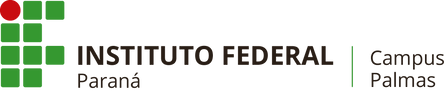 INSTITUTO FEDERAL
Paraná
Campus
Palmas